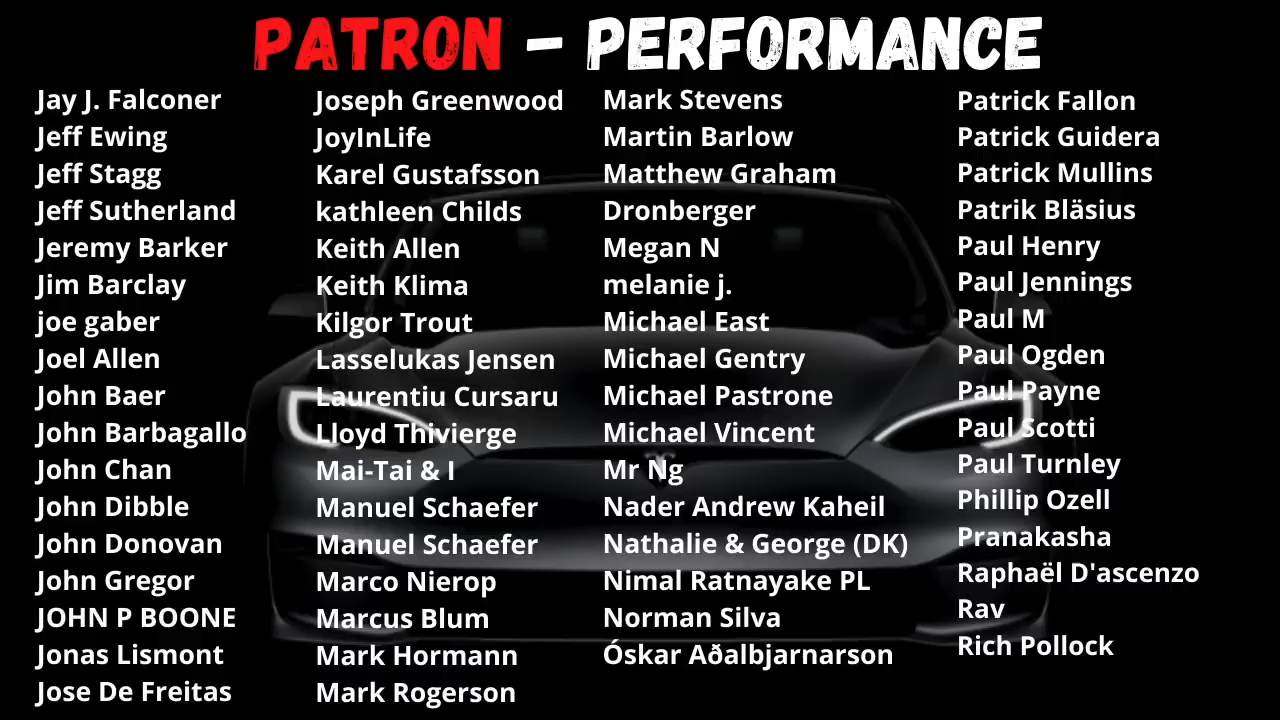 PATRON - PERFORMANCE
Jay J. Falconer
Jeff Ewing
Jeff Stagg
Jeff Sutherland
Jeremy Barker
Jim Barclay
joe gaber
Joel Allen
John Baer
John Barbagallo
John Chan
John Dibble
John Donovan
John Gregor
JOHN P BOONE
Jonas Lismont
Jose De Freitas
Joseph Greenwood
JoyInLife
Karel Gustafsson
kathleen Childs
Keith Allen
Keith Klima
Kilgor Trout
Lasselukas Jensen
Laurentiu Cursaru
Lloyd Thivierge
Mai-Tai & I
Manuel Schaefer
Manuel Schaefer
Marco Nierop
Marcus Blum
Mark Hormann
Mark Rogerson
Mark Stevens
Martin Barlow
Matthew Graham
Dronberger
Megan N
melanie j.
Michael East
Michael Gentry
Michael Pastrone
Michael Vincent
Mr Ng
Nader Andrew Kaheil
Nathalie & George (DK)
Nimal Ratnayake PL
Norman Silva
Óskar Aðalbjarnarson
Patrick Fallon
Patrick Guidera
Patrick Mullins
Patrik Bläsius
Paul Henry
Paul Jennings
Paul M
Paul Ogden
Paul Payne
Paul Scotti
Paul Turnley
Phillip Ozell
Pranakasha
Raphaël D'ascenzo
Rav
Rich Pollock